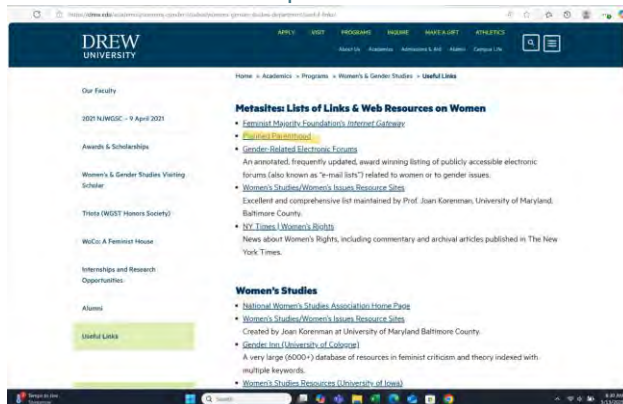 APPLY VISIT PROGRAMS INQUIRE MAKE A GIFT ATHLETICS
DREW
UNIVERSITY
About Us Academics Admissions & Aid Alumni Campus Life
Home » Academics » Programs » Women's & Gender Studies » Useful Links
Our Faculty
2021 NJWGSC – 9 April 2021
Awards & Scholarships
Women's & Gender Studies Visiting
Scholar
Triota (WGST Honors Society)
WoCo: A Feminist House
Internships and Research
Opportunities
Alumni
Useful Links
Metasites: Lists of Links & Web Resources on Women
• Feminist Majority Foundation's Internet Gateway
• Planned Parenthood
• Gender-Related Electronic Forums
An annotated, frequently updated, award winning listing of publicly accessible electronic
forums (also known as "e-mail lists") related to women or to gender issues.
• Women's Studies/Women's Issues Resource Sites
Excellent and comprehensive list maintained by Prof. Joan Korenman, University of Maryland,
Baltimore County.
• NY Times | Women's Rights
News about Women's Rights, including commentary and archival articles published in The New
York Times.
Women's Studies
• National Women's Studies Association Home Page
• Women's Studies/Women's Issues Resource Sites
Created by Joan Korenman at University of Maryland Baltimore County.
• Gender Inn (University of Cologne)
A very large (6000+) database of resources in feminist criticism and theory indexed with
multiple keywords.
• Women's Studies Resources (University of Iowa)
Search